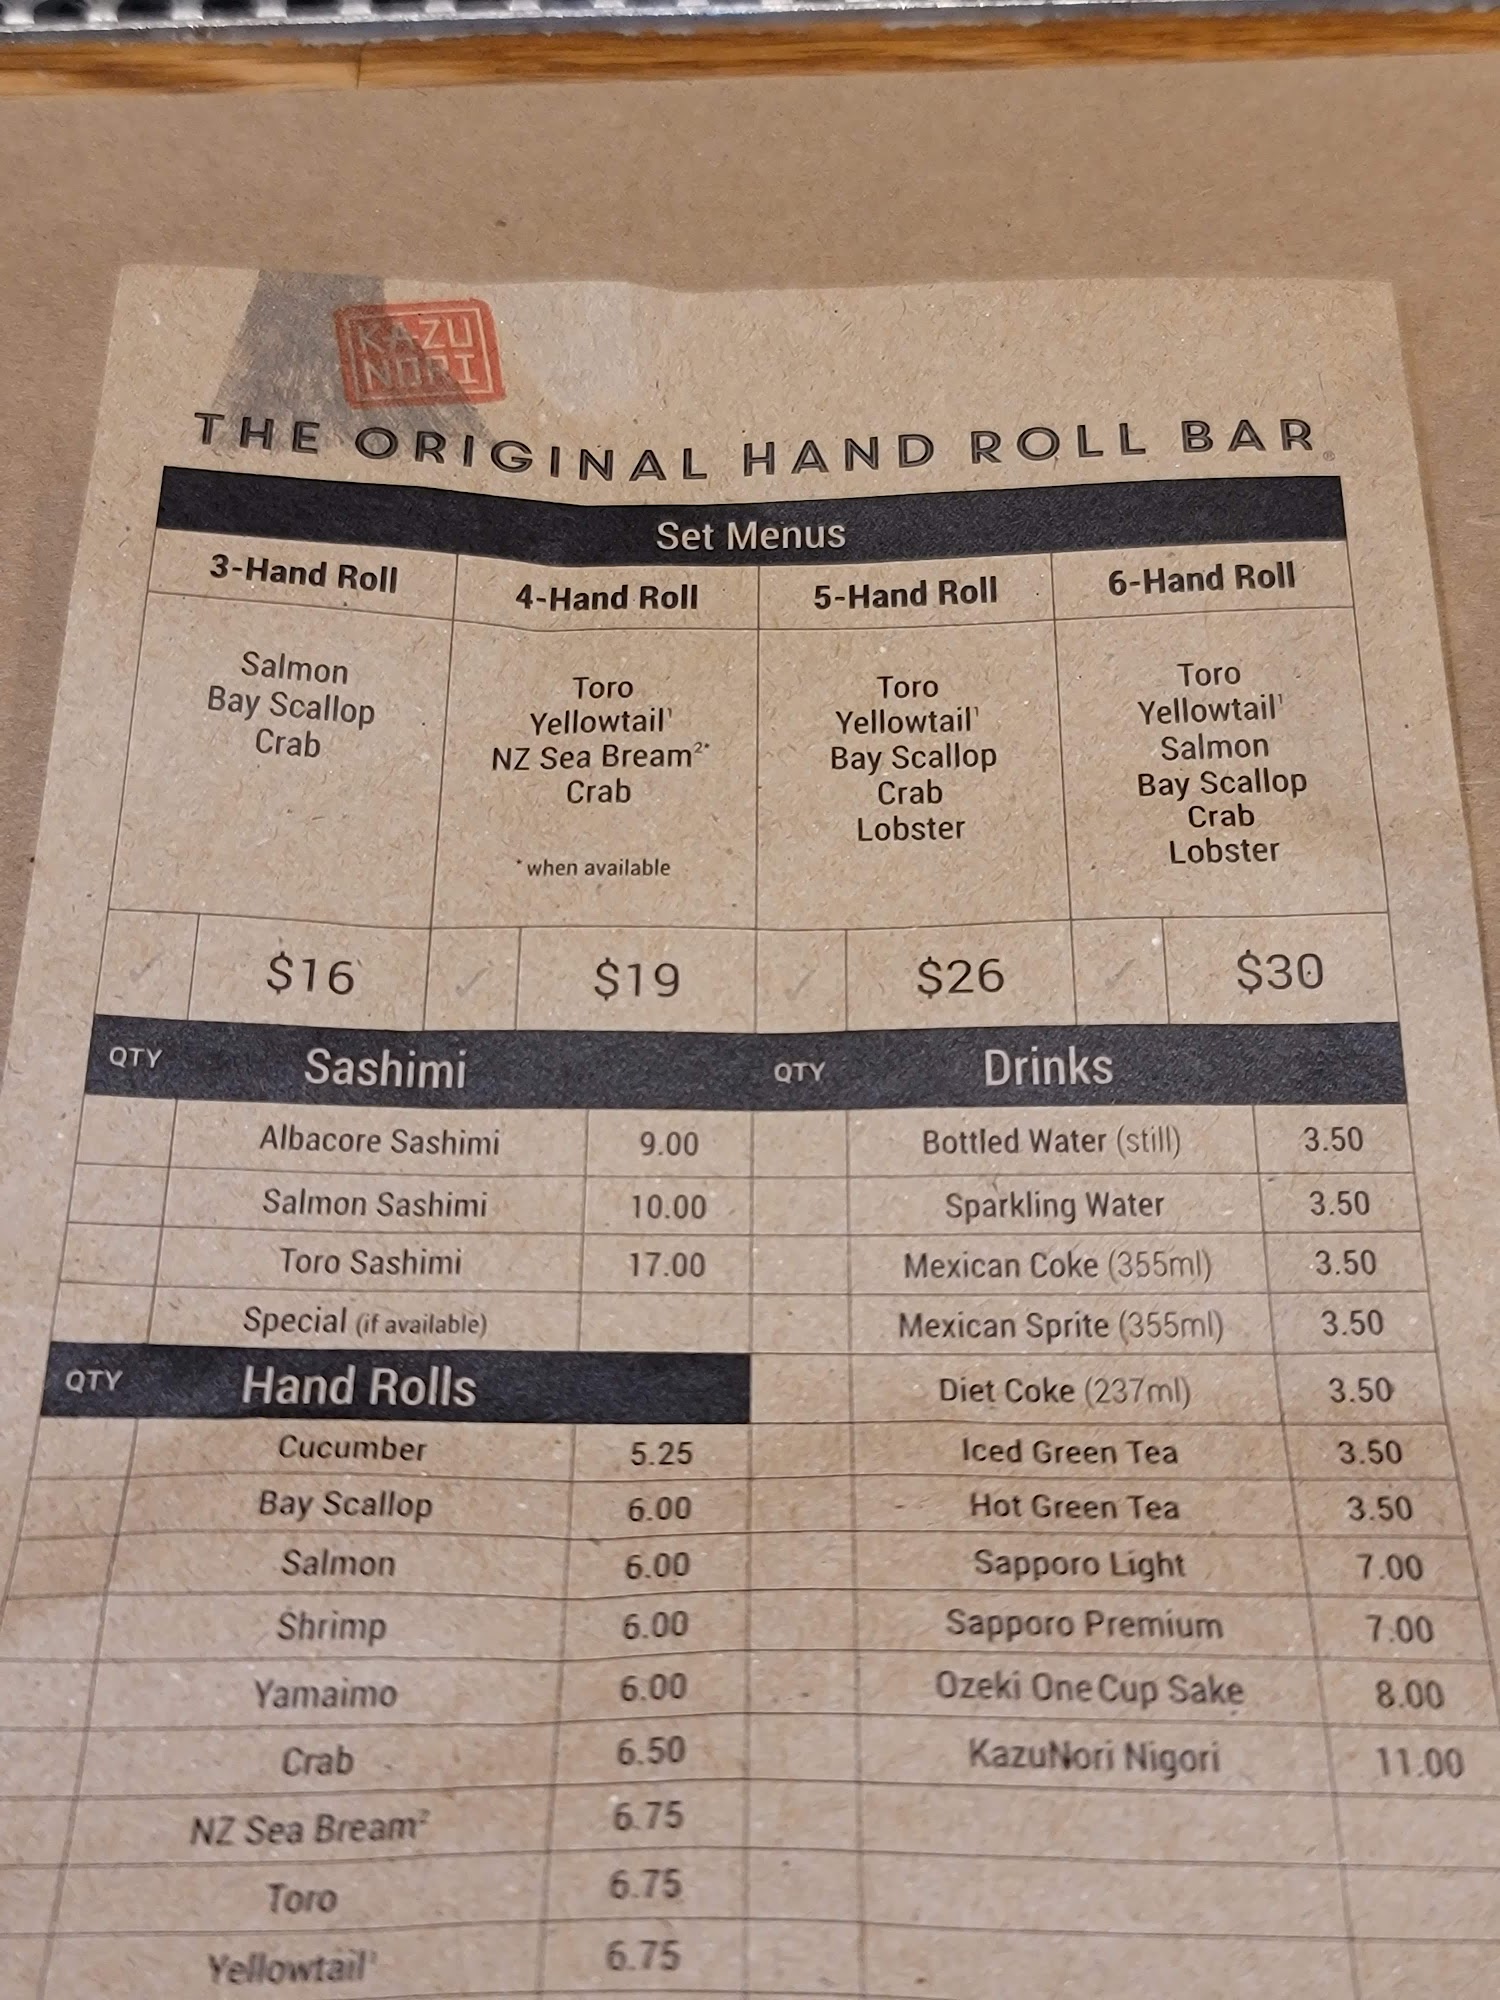 KAZU
NORI
THE ORIGINAL HAND ROLL BAR®
Set Menus
3-Hand Roll
Salmon
Bay Scallop
Crab
$16
4-Hand Roll
Toro
Yellowtail¹
NZ Sea Bream²*
Crab
* when available
$19
5-Hand Roll
Toro
Yellowtail¹
Bay Scallop
Crab
Lobster
$26
6-Hand Roll
Toro
Yellowtail¹
Salmon
Bay Scallop
Crab
Lobster
$30
QTY Sashimi
Albacore Sashimi 9.00
Salmon Sashimi 10.00
Toro Sashimi 17.00
Special (if available)
QTY Hand Rolls
Cucumber 5.25
Bay Scallop 6.00
Salmon 6.00
Shrimp 6.00
Yamaimo 6.00
Crab 6.50
NZ Sea Bream² 6.75
Toro 6.75
Yellowtail¹ 6.75
QTY Drinks
Bottled Water (still) 3.50
Sparkling Water 3.50
Mexican Coke (355ml) 3.50
Mexican Sprite (355ml) 3.50
Diet Coke (237ml) 3.50
Iced Green Tea 3.50
Hot Green Tea 3.50
Sapporo Light 7.00
Sapporo Premium 7.00
Ozeki One Cup Sake 8.00
KazuNori Nigori 11.00